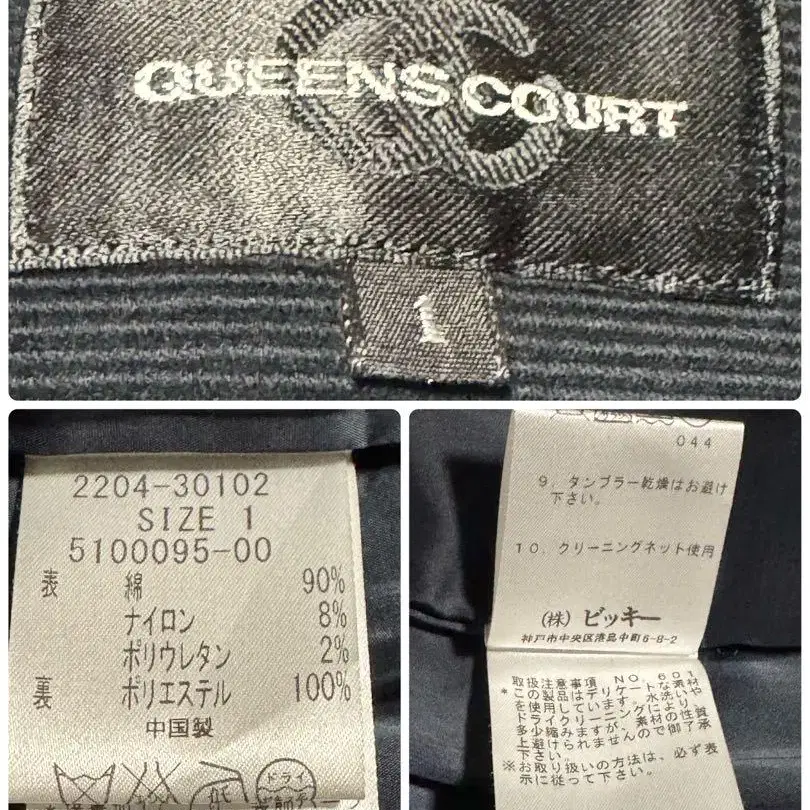 QUEENS COURT
1
2204-30102
SIZE 1
5100095-00
表 綿 90%
ナイロン 8%
ポリウレタン 2%
裏 ポリエステル 100%
中国製
ドライ
低
044
9. タンブラー乾燥はお避け
下さい。
10. クリーニングネット使用
(株) ビッキー
神戸市中央区港島中町6-8-2
取扱注意事項 NO. 601
*この製品はデリケートな素材
を使用しています。水洗いや
ドライクリーニングにより、
多少縮みますが、素材の性質
上避けられませんので御了承
下さい。
※お取り扱いの方法は、必ず表
示に従って下さい。